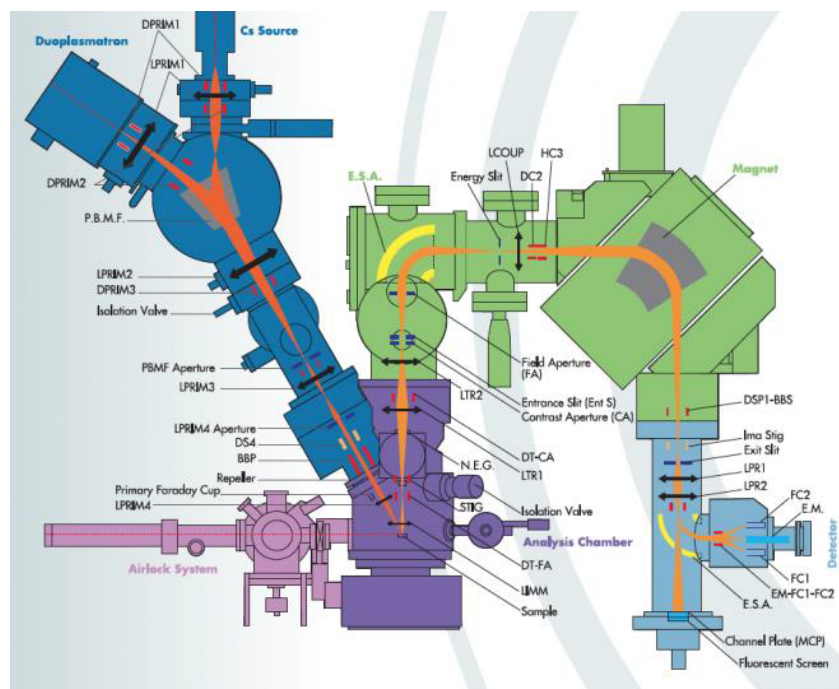 DPRIM1
Cs Source
Duoplasmatron
LPRIM1
DPRIM2
P.B.M.F.
LPRIM2
DPRIM3
Isolation Valve
PBMF Aperture
LPRIM3
LPRIM4 Aperture
DS4
BBP
Repeller
Primary Faraday Cup
LPRIM4
Airlock System
E.S.A.
Energy Slit
LCOUP
DC2
HC3
Magnet
Field Aperture
(FA)
Entrance Slit (Ent S)
Contrast Aperture (CA)
LTR2
DT-CA
LTR1
N.E.G.
Isolation Valve
STIG
Analysis Chamber
DT-FA
LIMM
Sample
DSP1-BBS
Ima Stig
Exit Slit
LPR1
LPR2
FC2
E.M.
Detector
FC1
EM-FC1-FC2
E.S.A.
Channel Plate (MCP)
Fluorescent Screen